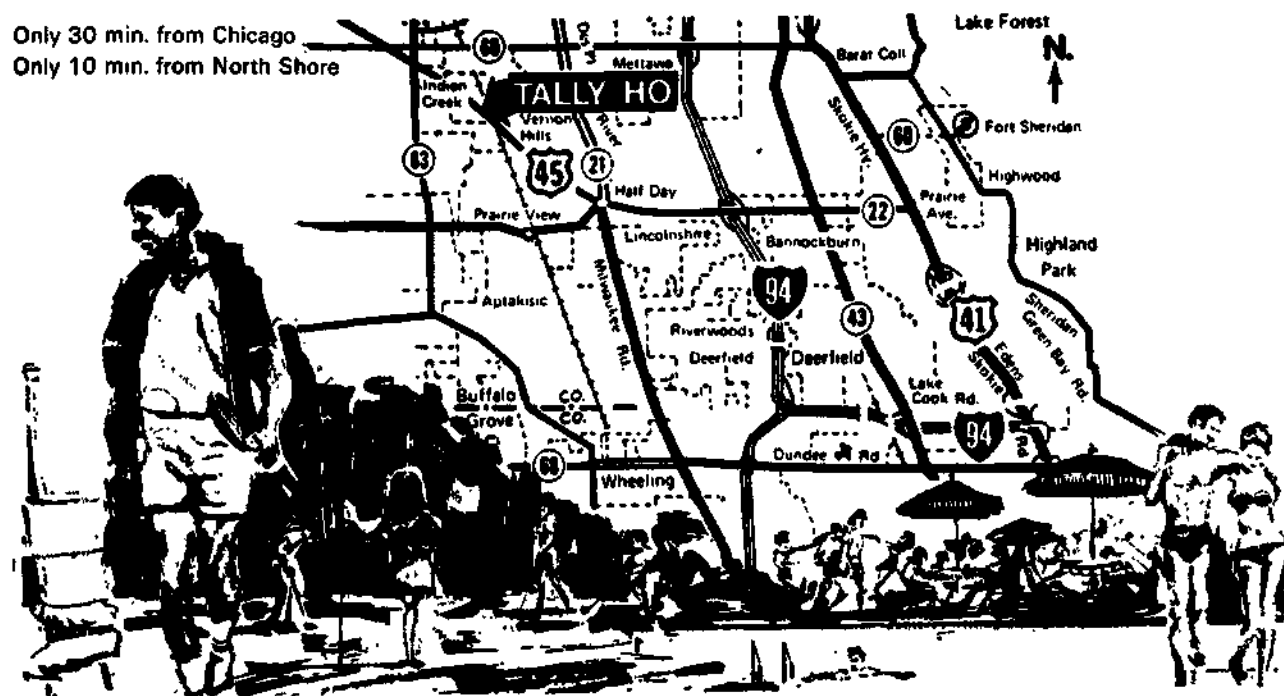 Only 30 min. from Chicago
Only 10 min. from North Shore
Lake Forest
N.
60
Mettawa
Barat Coll
Indian
Creek
TALLY HO
Vernon
Hills
River
Skokie Hy.
60
Fort Sheridan
83
45
21
Half Day
Highwood
Prairie
Ave.
22
Prairie View
Lincolnshire
Bannockburn
Highland
Park
94
Aptakisic
Milwaukee Rd.
43
41
Sheridan
Green Bay Rd.
Riverwoods
Deerfield
Deerfield
Edens
Skokie
Rd
Lake
Cook Rd.
Buffalo
Grove
CO.
CO.
94
68
Dundee Rd
Wheeling